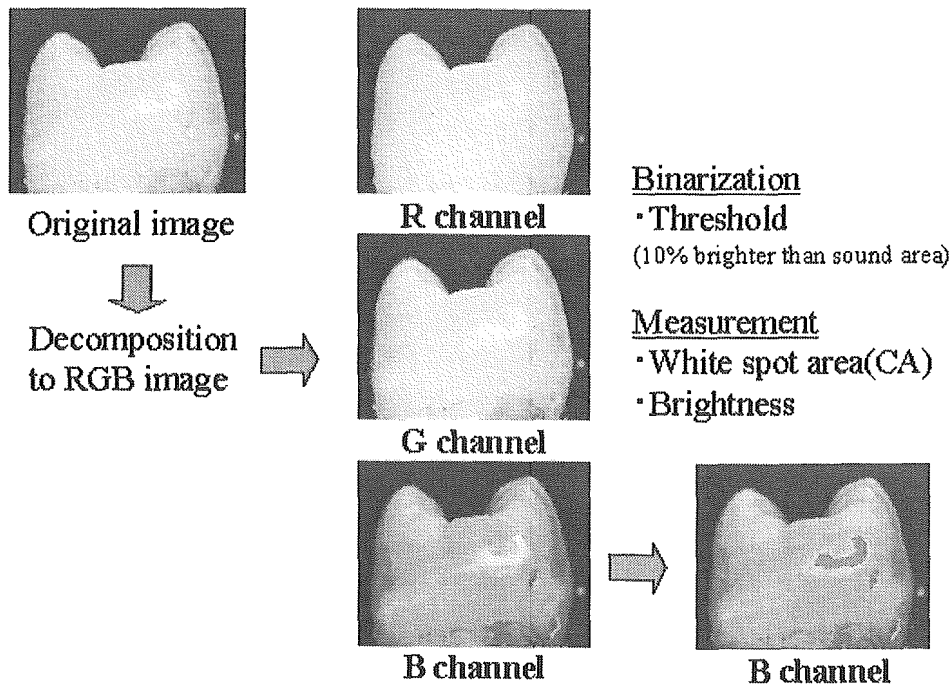 Original image
Decomposition
to RGB image
R channel
G channel
B channel
Binarization
・Threshold
(10% brighter than sound area)
Measurement
・White spot area(CA)
・Brightness
B channel